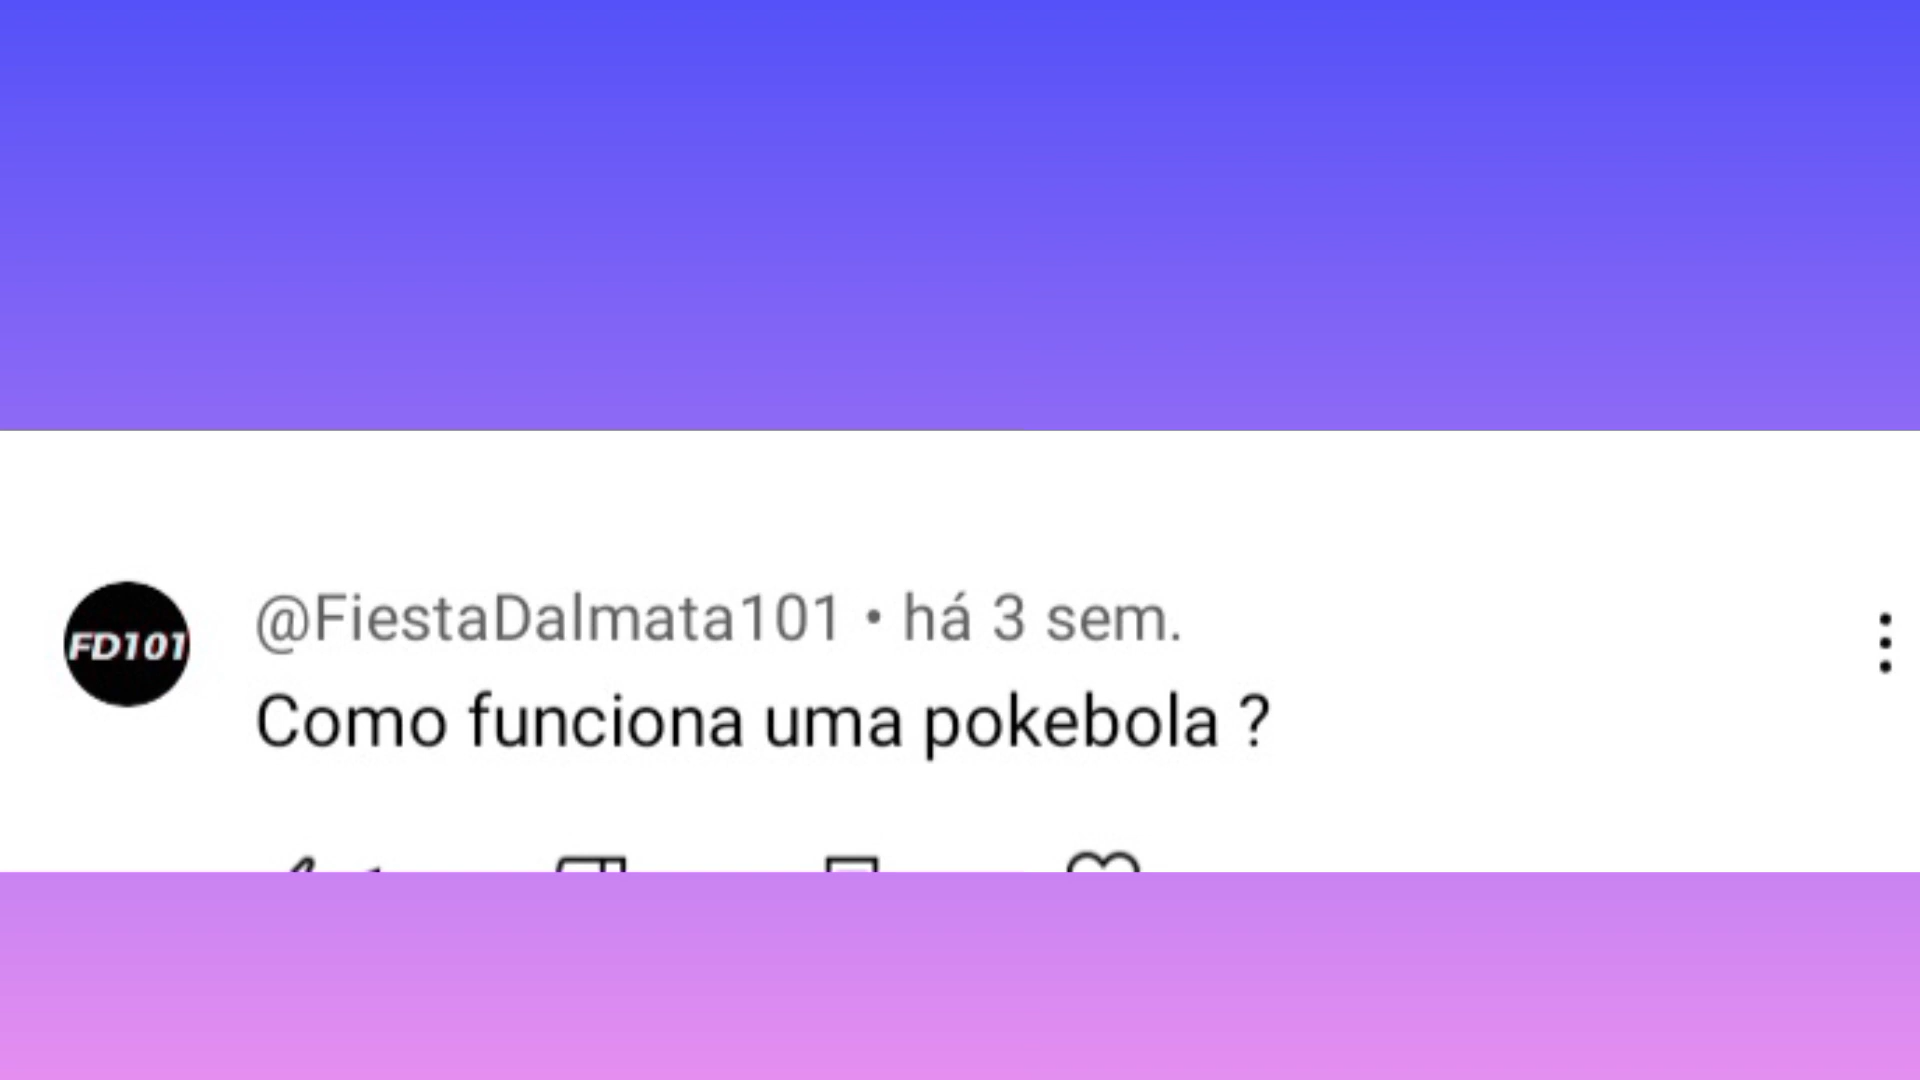 FD101
@FiestaDalmata101 • há 3 sem.
Como funciona uma pokebola ?